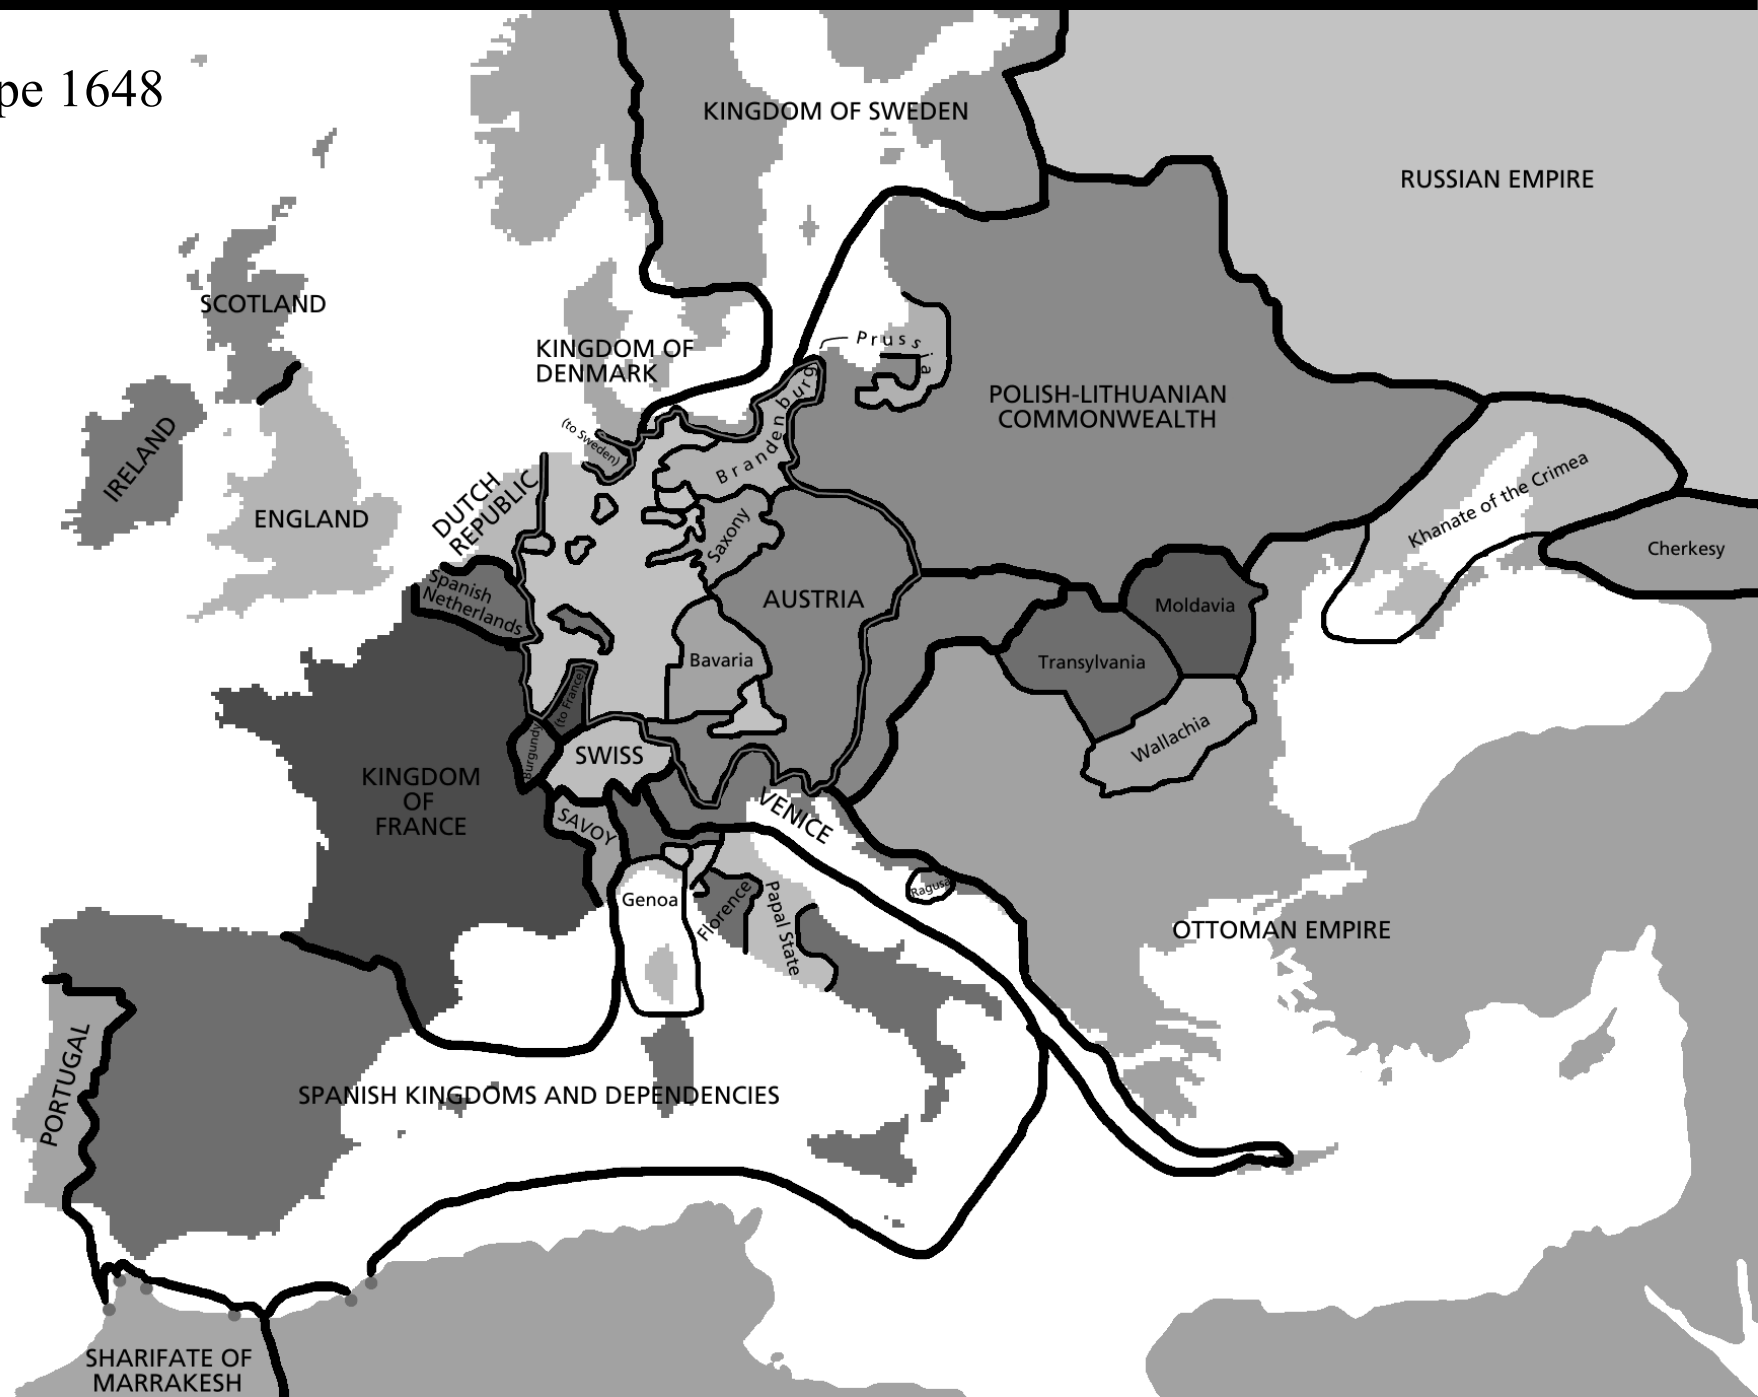 pe 1648
KINGDOM OF SWEDEN
RUSSIAN EMPIRE
SCOTLAND
KINGDOM OF
DENMARK
Prussia
POLISH-LITHUANIAN
COMMONWEALTH
(to Sweden)
Brandenburg
IRELAND
ENGLAND
DUTCH
REPUBLIC
Saxony
Khanate of the Crimea
Cherkesy
Spanish
Netherlands
AUSTRIA
Moldavia
Bavaria
Transylvania
(to France)
Burgundy
SWISS
Wallachia
KINGDOM
OF
FRANCE
SAVOY
VENICE
Genoa
Florence
Papal State
Ragusa
OTTOMAN EMPIRE
PORTUGAL
SPANISH KINGDOMS AND DEPENDENCIES
SHARIFATE OF
MARRAKESH